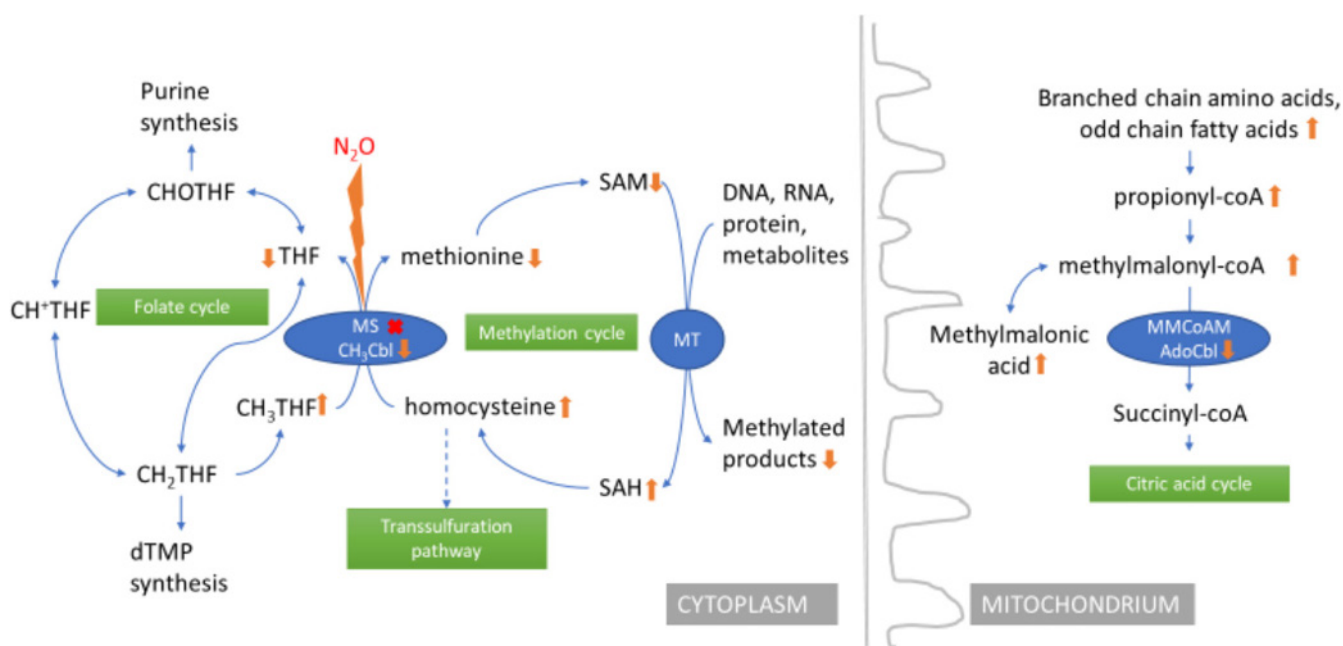 Purine
synthesis
N₂O
CHOTHF
SAM
DNA, RNA,
protein,
metabolites
THF
methionine
CH⁺THF
Folate cycle
MS
CH₃Cbl
Methylation cycle
MT
CH₃THF
homocysteine
Methylated
products
CH₂THF
SAH
Transsulfuration
pathway
dTMP
synthesis
CYTOPLASM
Branched chain amino acids,
odd chain fatty acids
propionyl-coA
methylmalonyl-coA
Methylmalonic
acid
MMCoAM
AdoCbl
Succinyl-coA
Citric acid cycle
MITOCHONDRIUM